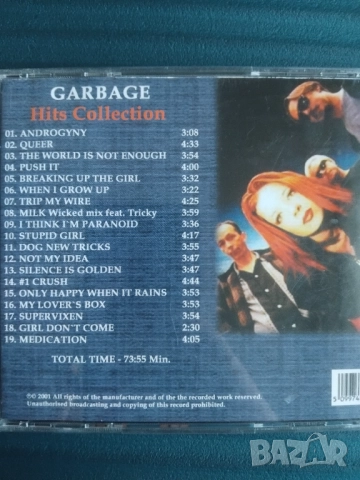 GARBAGE
Hits Collection
01. ANDROGYNY 3:08
02. QUEER 4:33
03. THE WORLD IS NOT ENOUGH 3:54
04. PUSH IT 4:00
05. BREAKING UP THE GIRL 3:32
06. WHEN I GROW UP 3:22
07. TRIP MY WIRE 4:25
08. MILK Wicked mix feat. Tricky 3:59
09. I THINK I`M PARANOID 3:36
10. STUPID GIRL 4:17
11. DOG NEW TRICKS 3:55
12. NOT MY IDEA 3:47
13. SILENCE IS GOLDEN 3:47
14. #1 CRUSH 4:44
15. ONLY HAPPY WHEN IT RAINS 3:53
16. MY LOVER`S BOX 3:53
17. SUPERVIXEN 3:54
18. GIRL DON`T COME 2:30
19. MEDICATION 4:05
TOTAL TIME - 73:55 Min.
℗© 2001 All rights of the manufacturer and of the the recorded work reserved.
Unauthorised broadcasting and copying of this record prohibited.
5 09974
BAZAR